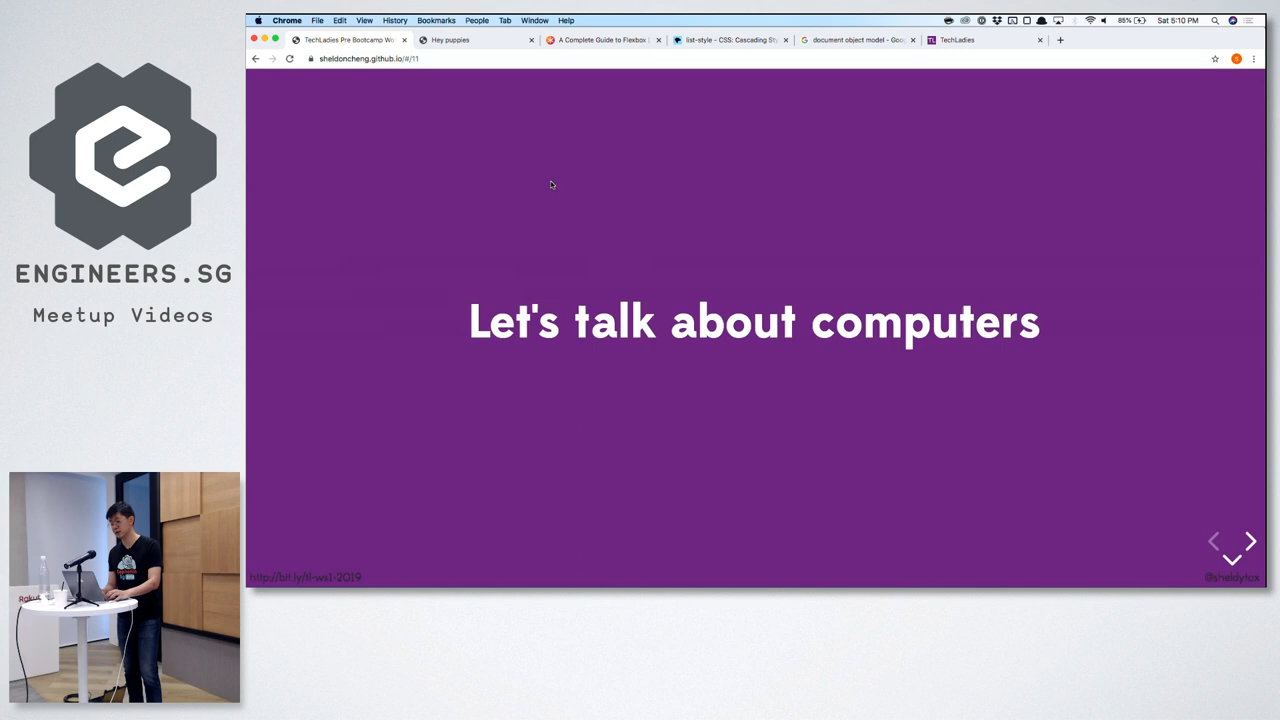 Chrome File Edit View History Bookmarks People Tab Window Help 85% Sat 5:10 PM
TechLadies Pre Bootcamp Wo Hey puppies A Complete Guide to Flexbox list-style - CSS: Cascading St document object model - Goo TechLadies
sheldoncheng.github.io/#/11
ENGINEERS.SG
Meetup Videos
Let's talk about computers
http://bit.ly/tl-ws1-2019
@sheldytox